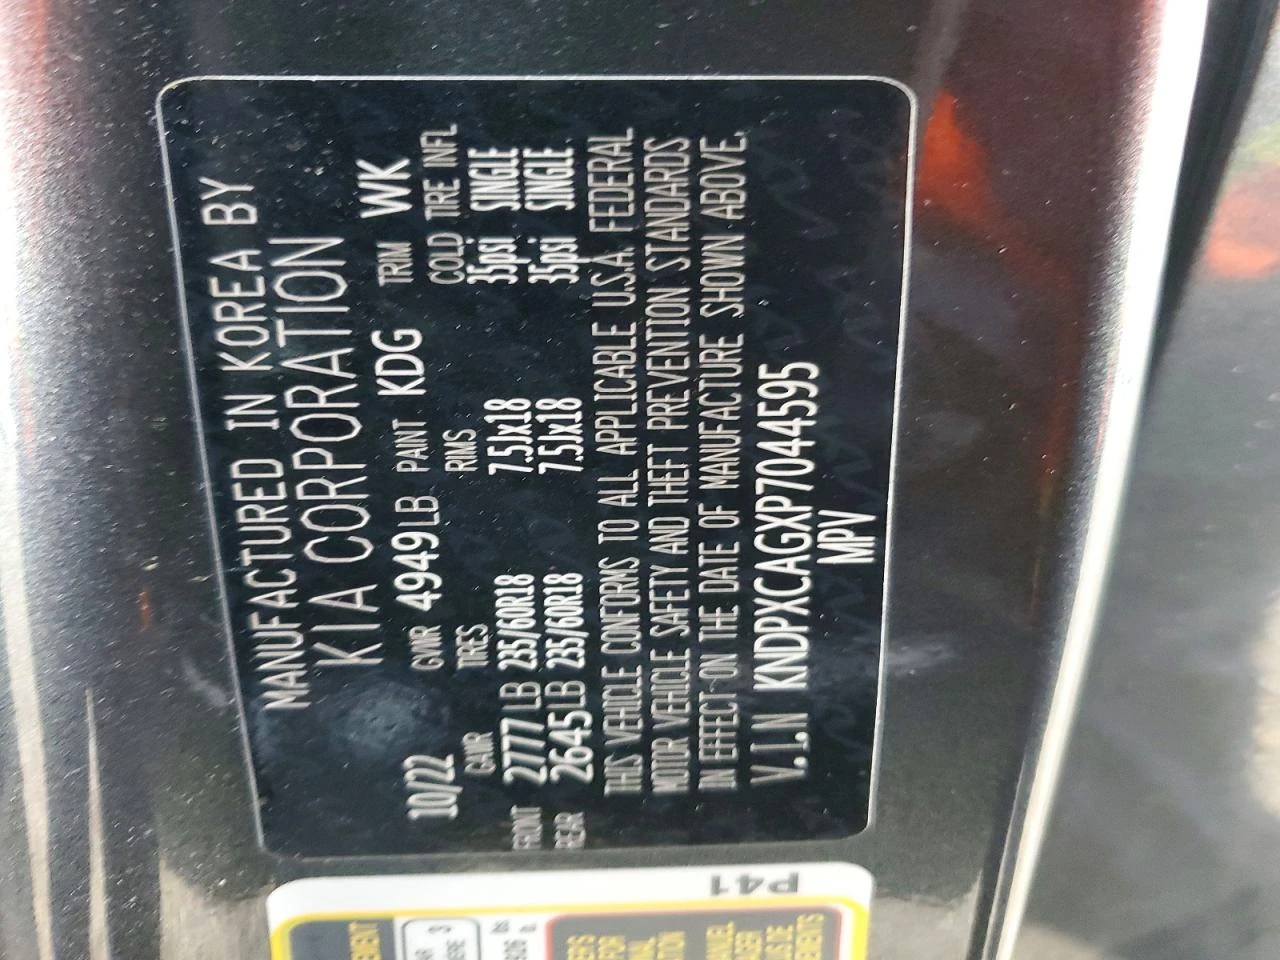 MANUFACTURED IN KOREA BY
KIA CORPORATION
10/22 GVWR 4949LB PAINT KDG TRIM WK
GAWR TIRES RIMS COLD TIRE INFL
FRONT 2777 LB 235/60R18 7.5Jx18 35psi SINGLE
REAR 2645LB 235/60R18 7.5Jx18 35psi SINGLE
THIS VEHICLE CONFORMS TO ALL APPLICABLE U.S.A. FEDERAL
MOTOR VEHICLE SAFETY AND THEFT PREVENTION STANDARDS
IN EFFECT ON THE DATE OF MANUFACTURE SHOWN ABOVE.
V.I.N KNDPXCAGXP7044595
MPV
P41